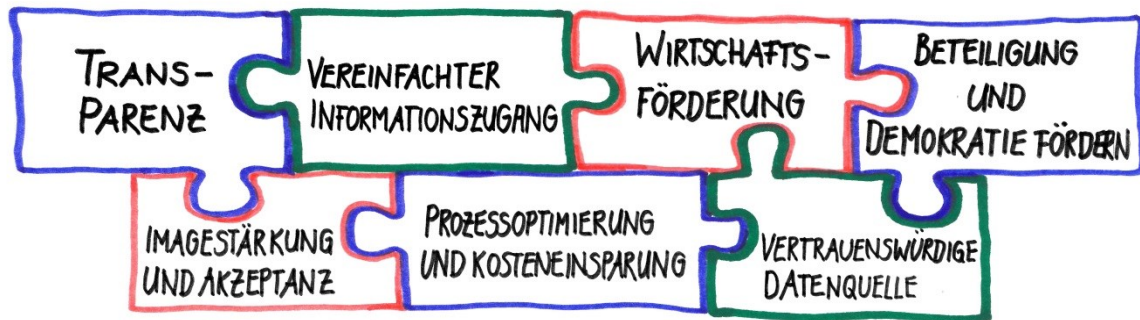 TRANS-
PARENZ
VEREINFACHTER
INFORMATIONSZUGANG
WIRTSCHAFTS-
FÖRDERUNG
BETEILIGUNG
UND
DEMOKRATIE FÖRDERN
IMAGESTÄRKUNG
UND AKZEPTANZ
PROZESSOPTIMIERUNG
UND KOSTENEINSPARUNG
VERTRAUENSWÜRDIGE
DATENQUELLE